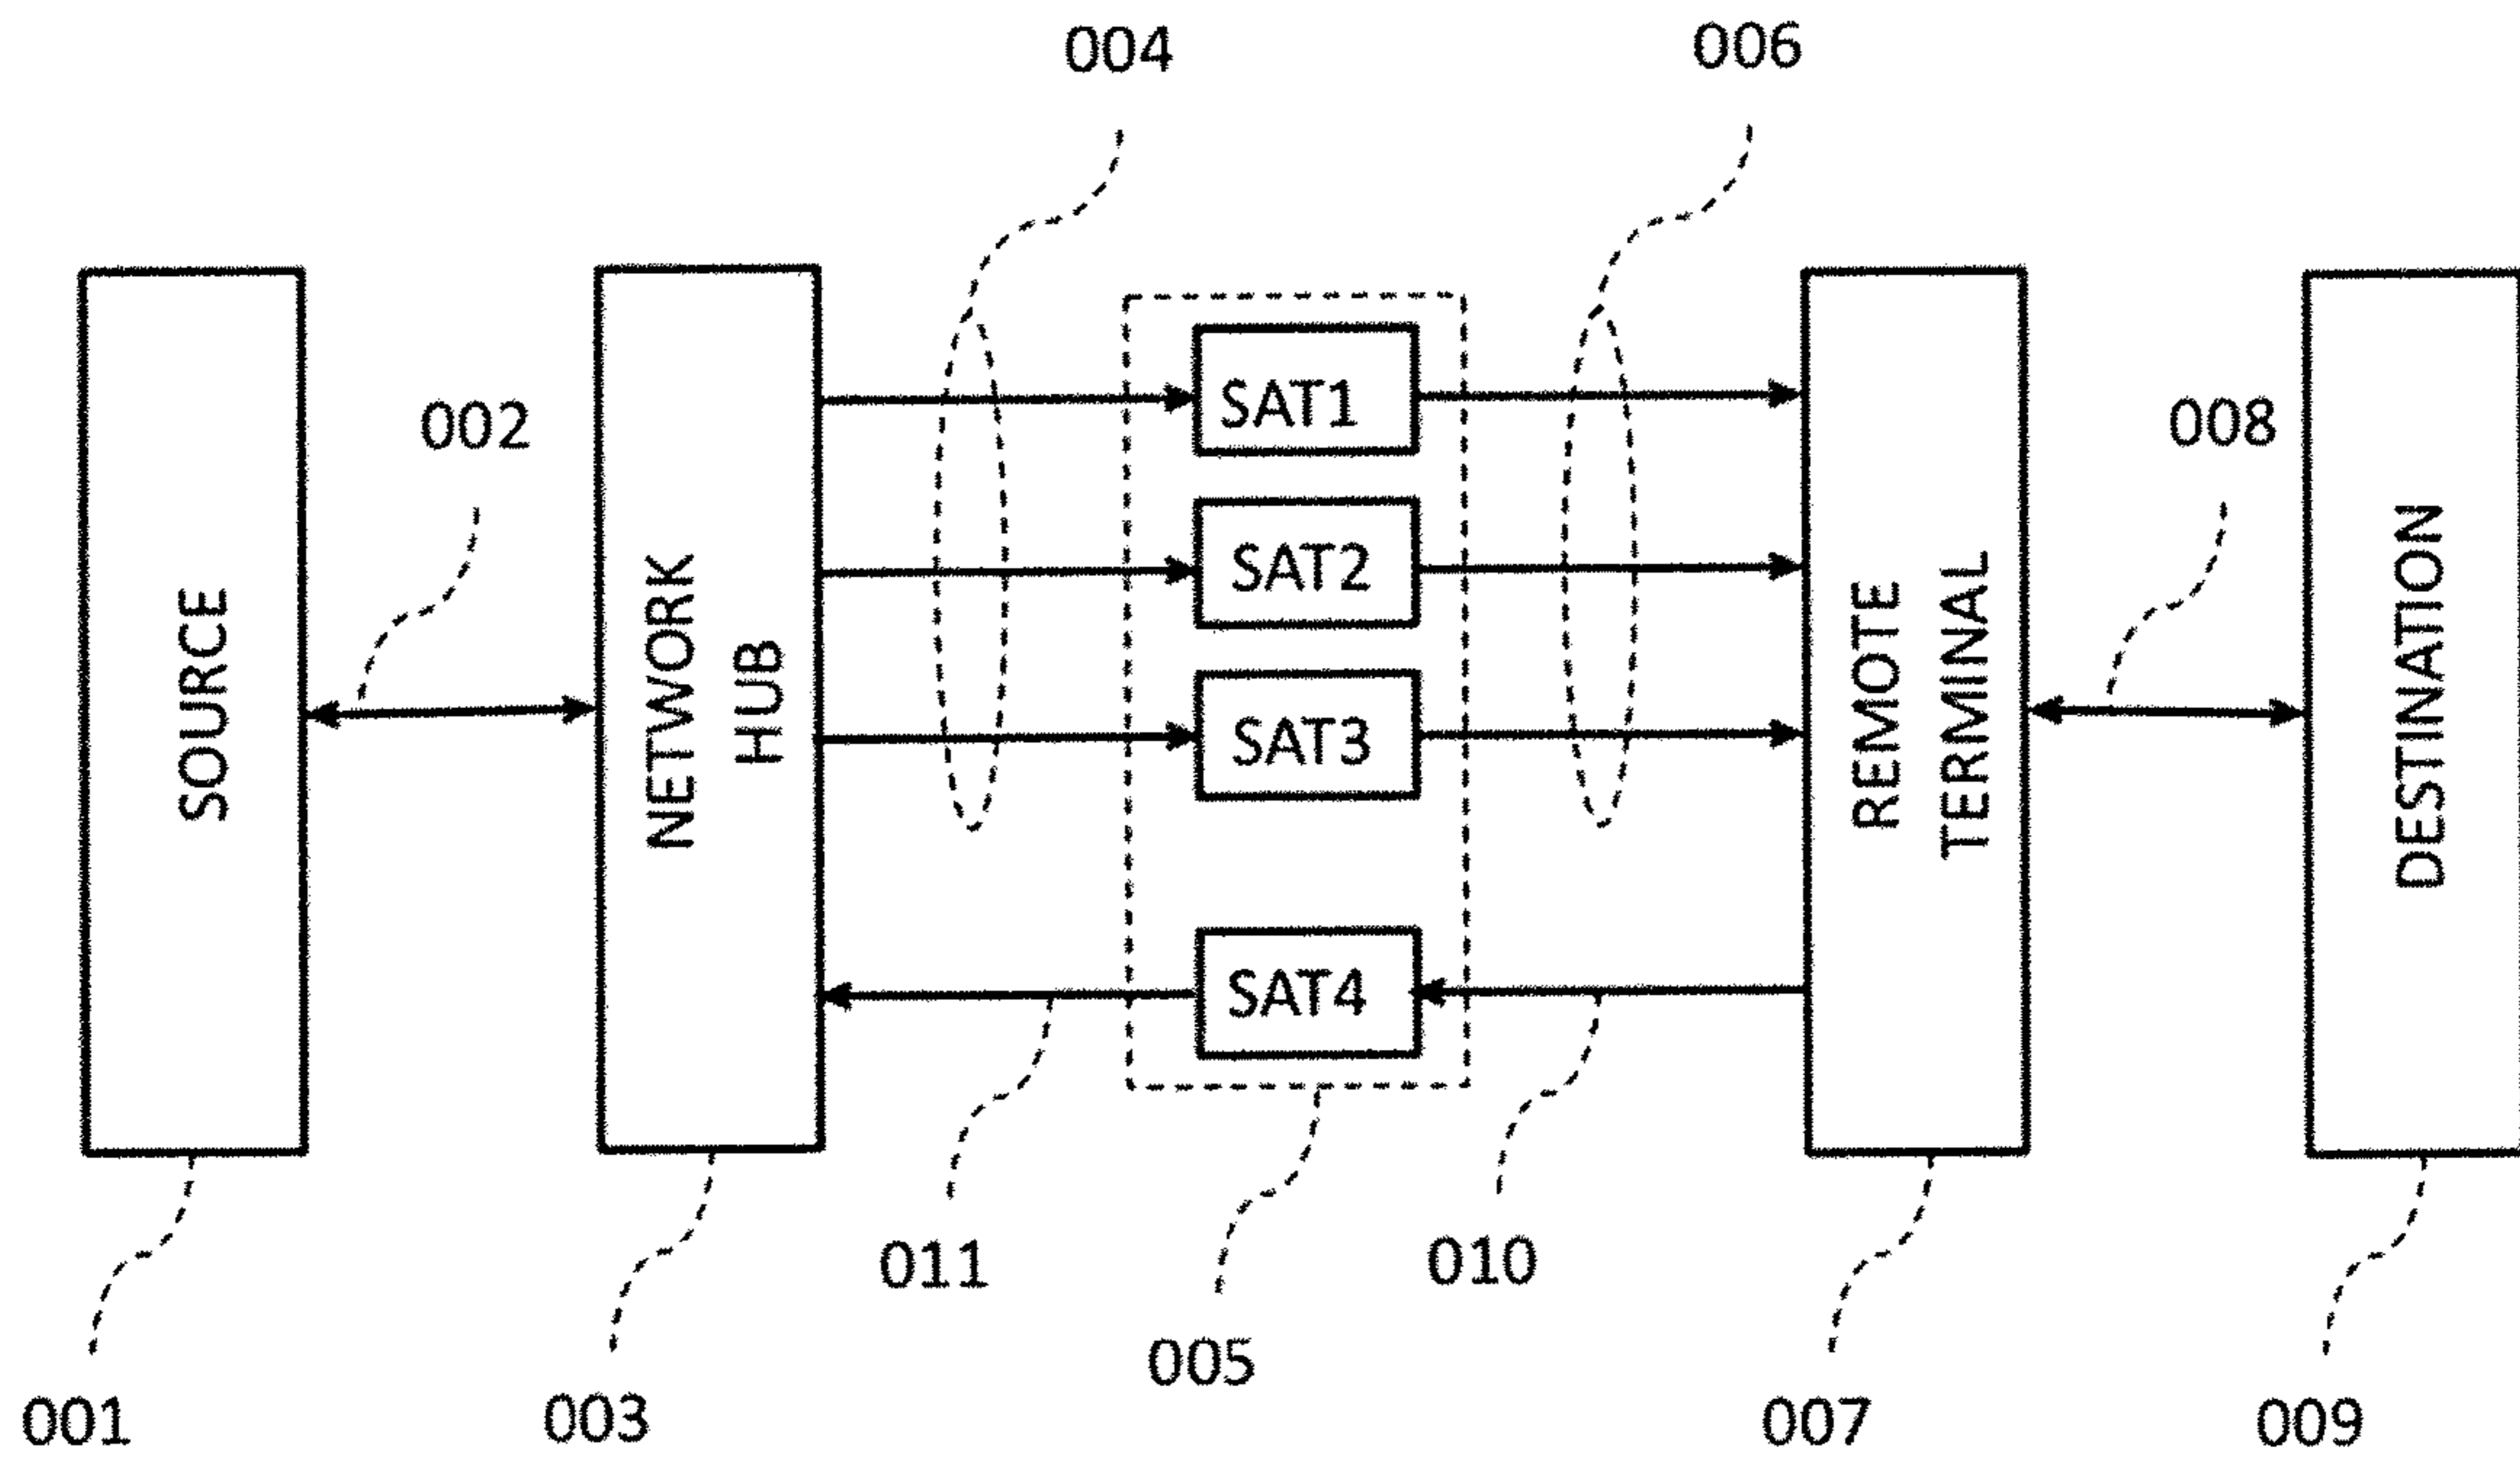 004
006
002
008
SOURCE
NETWORK
HUB
SAT1
SAT2
SAT3
SAT4
REMOTE
TERMINAL
DESTINATION
011
010
005
001
003
007
009